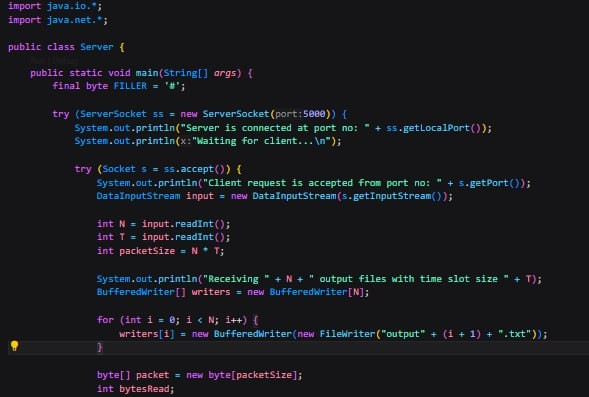 import java.io.*;
import java.net.*;
public class Server {
public static void main(String[] args) {
final byte FILLER = '#';
try (ServerSocket ss = new ServerSocket(port:5000)) {
System.out.println("Server is connected at port no: " + ss.getLocalPort());
System.out.println(x:"Waiting for client...\n");
try (Socket s = ss.accept()) {
System.out.println("Client request is accepted from port no: " + s.getPort());
DataInputStream input = new DataInputStream(s.getInputStream());
int N = input.readInt();
int T = input.readInt();
int packetSize = N * T;
System.out.println("Receiving " + N + " output files with time slot size " + T);
BufferedWriter[] writers = new BufferedWriter[N];
for (int i = 0; i < N; i++) {
writers[i] = new BufferedWriter(new FileWriter("output" + (i + 1) + ".txt"));
}
byte[] packet = new byte[packetSize];
int bytesRead;